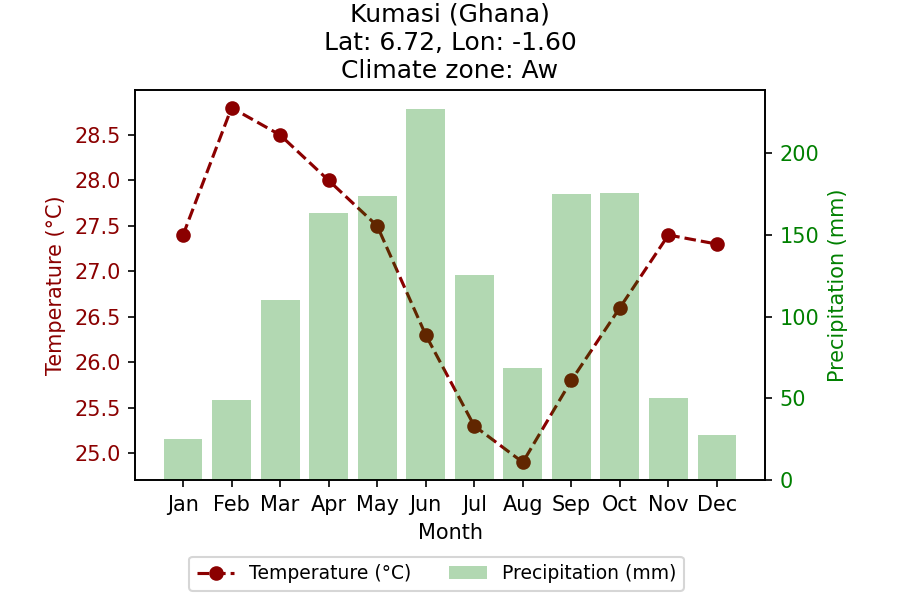 Kumasi (Ghana)
Lat: 6.72, Lon: -1.60
Climate zone: Aw
Temperature (°C)
28.5
28.0
27.5
27.0
26.5
26.0
25.5
25.0
200
150
100
50
0
Precipitation (mm)
Jan Feb Mar Apr May Jun Jul Aug Sep Oct Nov Dec
Month
Temperature (°C) Precipitation (mm)